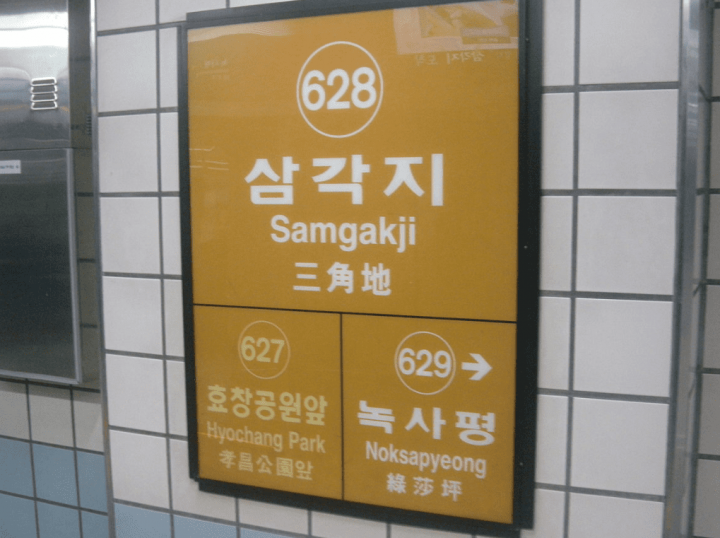 628
삼각지
Samgakji
三角地
627
효창공원앞
Hyochang Park
孝昌公園앞
629 →
녹사평
Noksapyeong
綠莎坪